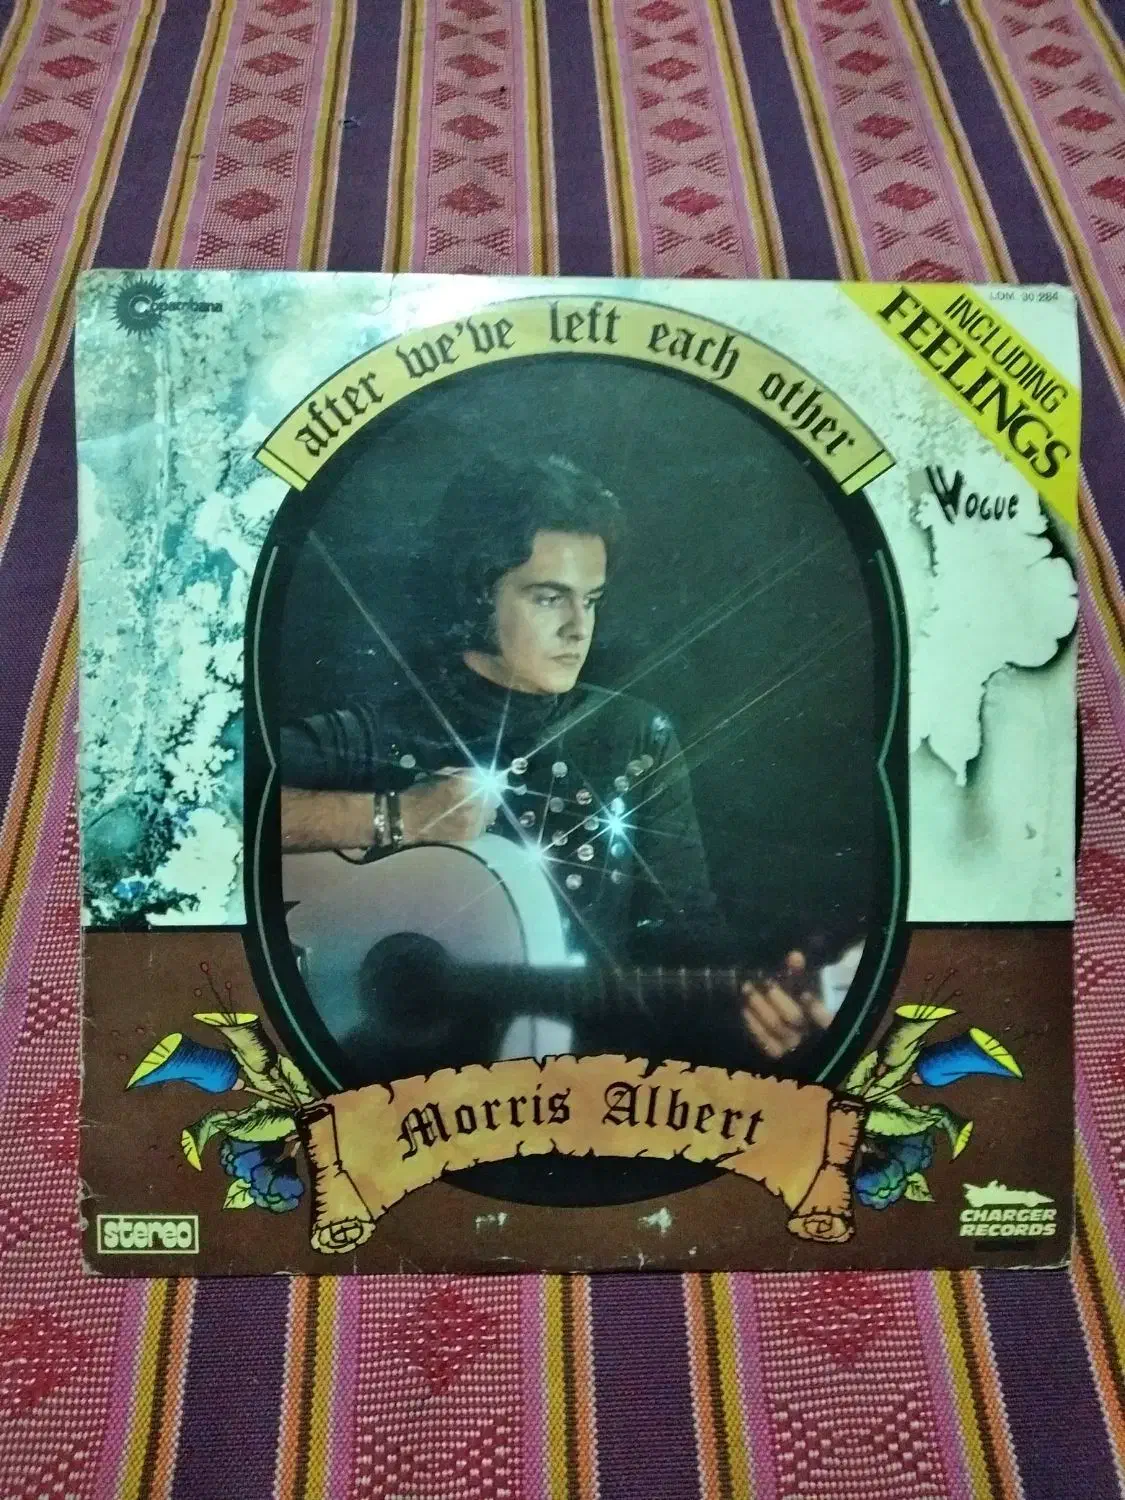 Copacabana
LDM. 30 284
INCLUDING
FEELINGS
after we've left each other
Vogue
Morris Albert
stereo
CHARGER
RECORDS